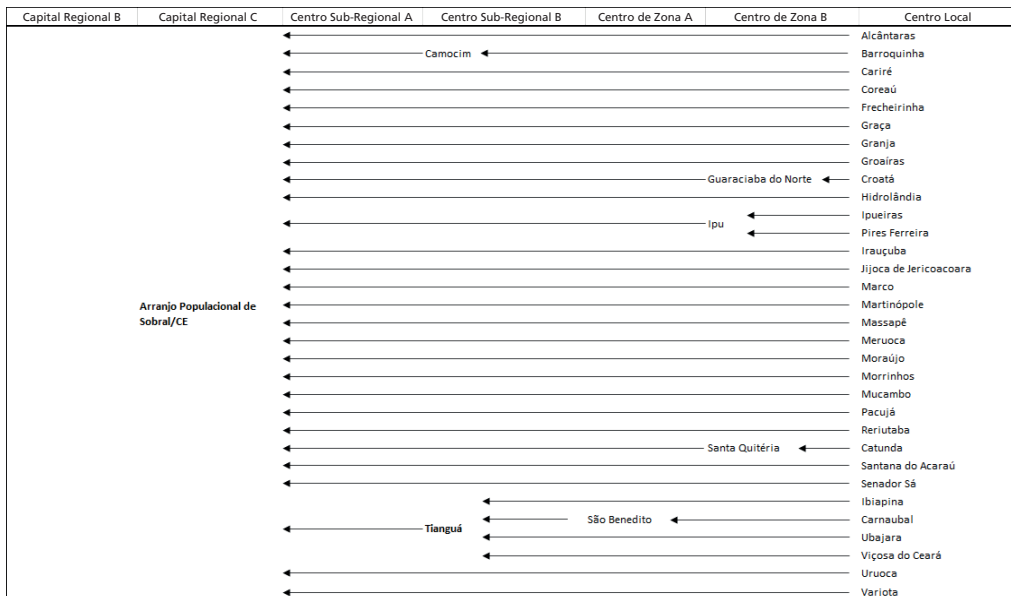 Capital Regional B Capital Regional C Centro Sub-Regional A Centro Sub-Regional B Centro de Zona A Centro de Zona B Centro Local
Alcântaras
Camocim Barroquinha
Cariré
Coreaú
Frecheirinha
Graça
Granja
Groaíras
Guaraciaba do Norte Croatá
Hidrolândia
Ipueiras
Ipu
Pires Ferreira
Irauçuba
Jijoca de Jericoacoara
Marco
Arranjo Populacional de
Sobral/CE
Martinópole
Massapê
Meruoca
Moraújo
Morrinhos
Mucambo
Pacujá
Reriutaba
Santa Quitéria Catunda
Santana do Acaraú
Senador Sá
Ibiapina
São Benedito Carnaubal
Tianguá
Ubajara
Viçosa do Ceará
Uruoca
Varjota